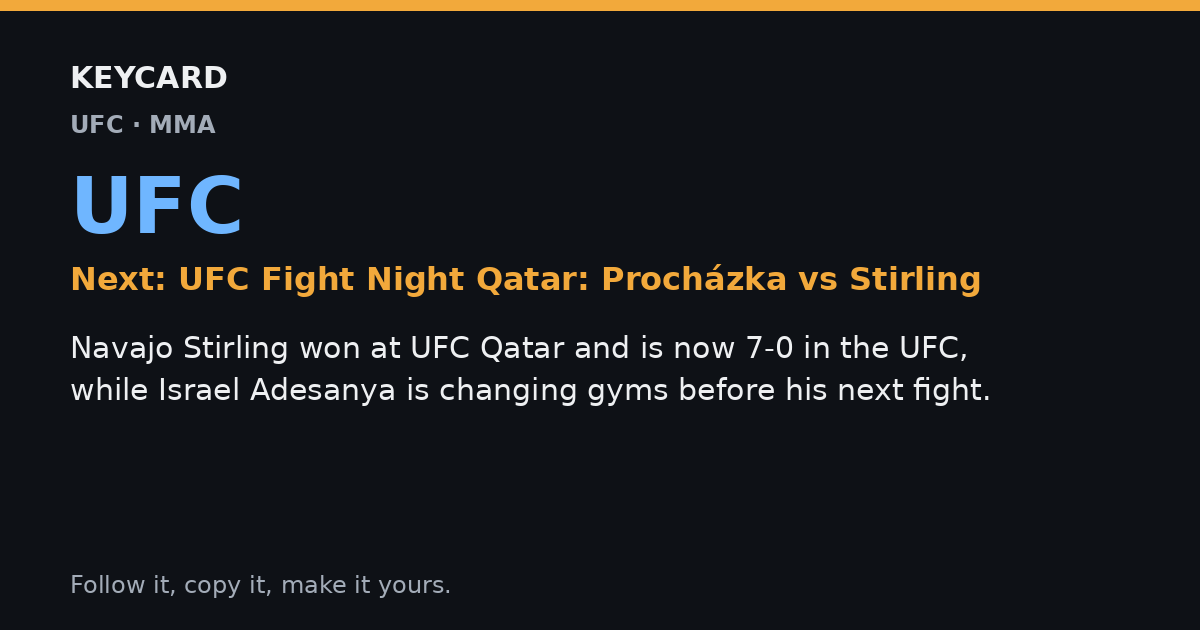 KEYCARD
UFC · MMA
UFC
Next: UFC Fight Night Qatar: Procházka vs Stirling
Navajo Stirling won at UFC Qatar and is now 7-0 in the UFC,
while Israel Adesanya is changing gyms before his next fight.
Follow it, copy it, make it yours.